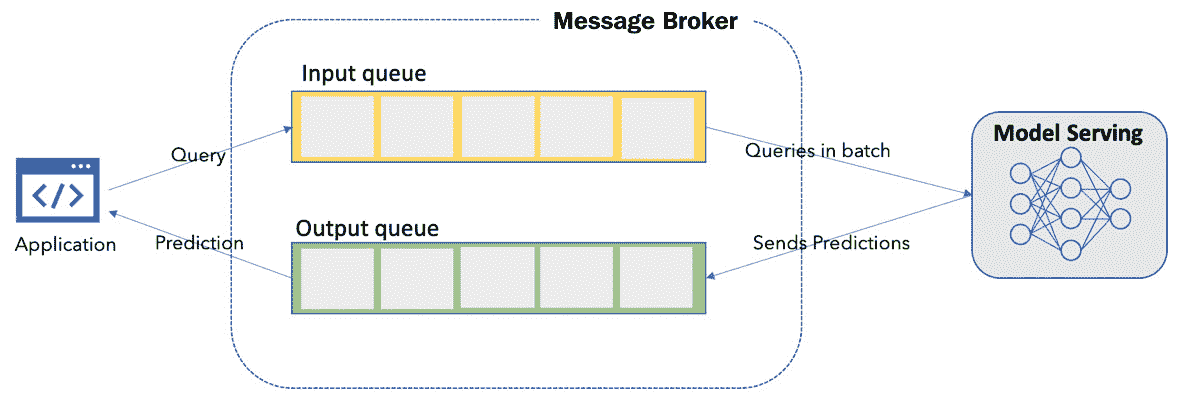 Message Broker
Input queue
Query
Queries in batch
Model Serving
</>
Application
Prediction
Output queue
Sends Predictions